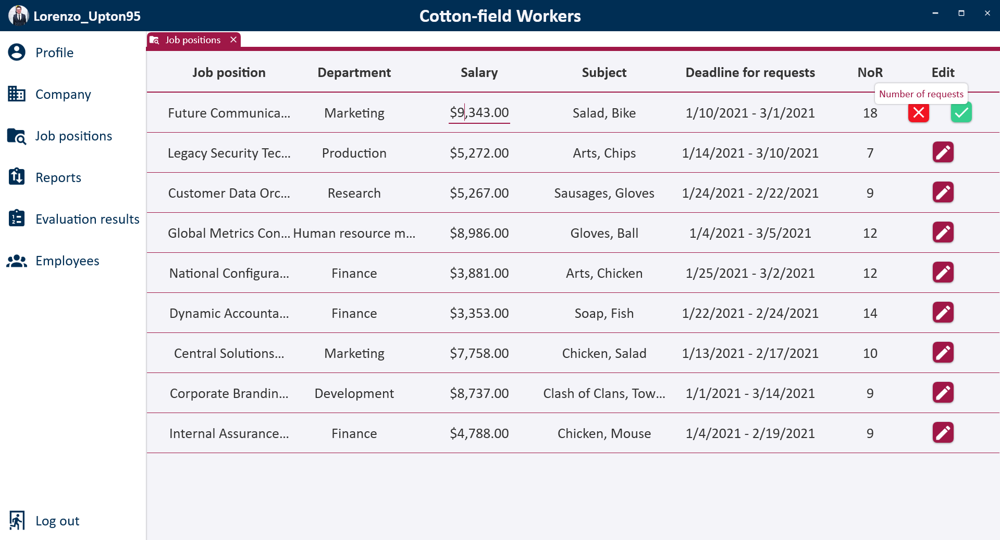 Lorenzo_Upton95
Cotton-field Workers
Profile
Company
Job positions
Reports
Evaluation results
Employees
Log out
Job positions
Job position Department Salary Subject Deadline for requests NoR Edit
Number of requests
Future Communica... Marketing $9,343.00 Salad, Bike 1/10/2021 - 3/1/2021 18
Legacy Security Tec... Production $5,272.00 Arts, Chips 1/14/2021 - 3/10/2021 7
Customer Data Orc... Research $5,267.00 Sausages, Gloves 1/24/2021 - 2/22/2021 9
Global Metrics Con... Human resource m... $8,986.00 Gloves, Ball 1/4/2021 - 3/5/2021 12
National Configura... Finance $3,881.00 Arts, Chicken 1/25/2021 - 3/2/2021 12
Dynamic Accounta... Finance $3,353.00 Soap, Fish 1/22/2021 - 2/24/2021 14
Central Solutions... Marketing $7,758.00 Chicken, Salad 1/13/2021 - 2/17/2021 10
Corporate Brandin... Development $8,737.00 Clash of Clans, Tow... 1/1/2021 - 3/14/2021 9
Internal Assurance... Finance $4,788.00 Chicken, Mouse 1/4/2021 - 2/19/2021 9